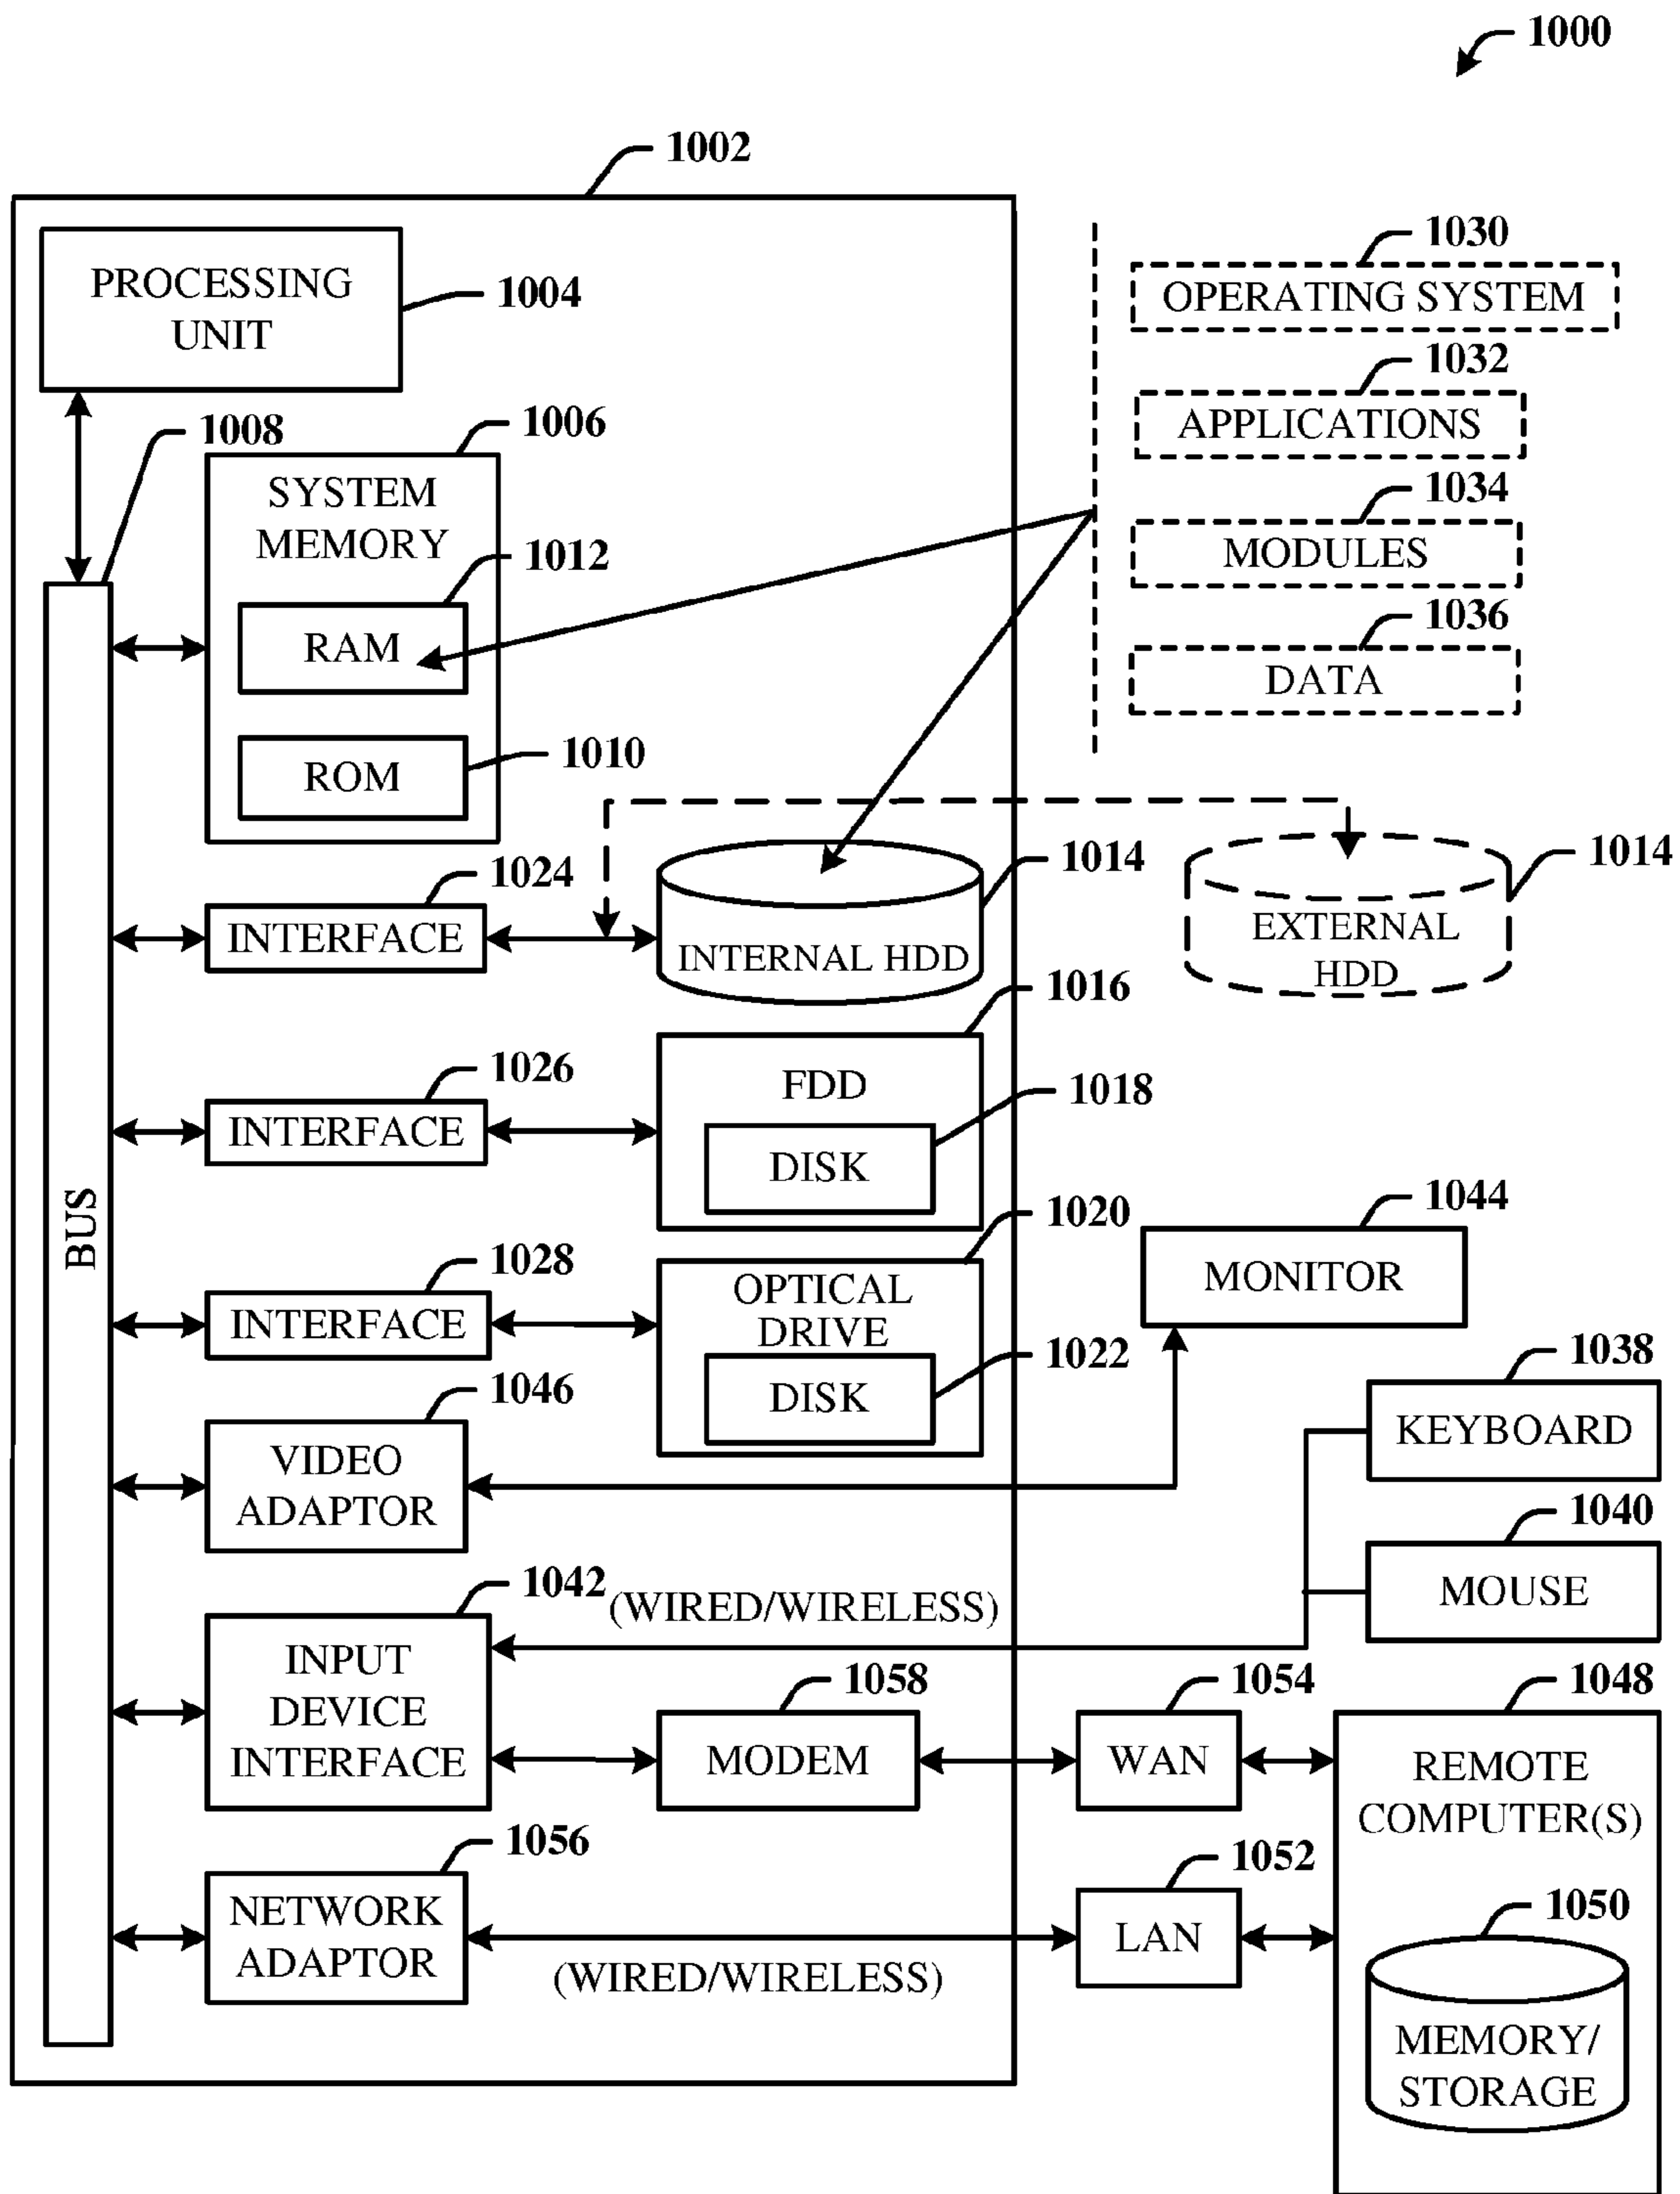 1000
1002
PROCESSING
UNIT
1004
1030
OPERATING SYSTEM
1032
APPLICATIONS
1034
MODULES
1036
DATA
1008
1006
SYSTEM
MEMORY
1012
RAM
1010
ROM
1024
INTERFACE
1014
INTERNAL HDD
1014
EXTERNAL
HDD
1016
1026
INTERFACE
FDD
1018
DISK
BUS
1020
1028
INTERFACE
OPTICAL
DRIVE
1022
DISK
1044
MONITOR
1038
KEYBOARD
1046
VIDEO
ADAPTOR
1040
MOUSE
1042
(WIRED/WIRELESS)
INPUT
DEVICE
INTERFACE
1058
MODEM
1054
WAN
1048
REMOTE
COMPUTER(S)
1056
NETWORK
ADAPTOR
(WIRED/WIRELESS)
1052
LAN
1050
MEMORY/
STORAGE